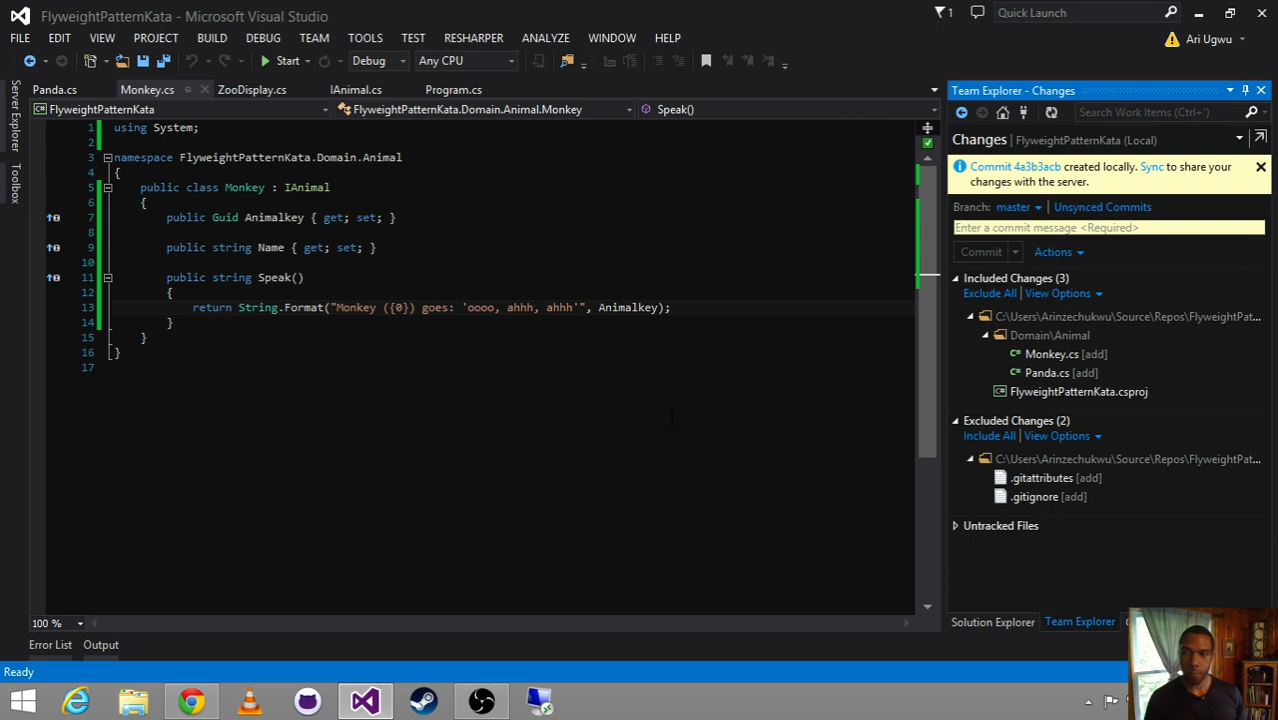 FlyweightPatternKata - Microsoft Visual Studio
1
Quick Launch
FILE EDIT VIEW PROJECT BUILD DEBUG TEAM TOOLS TEST RESHARPER ANALYZE WINDOW HELP
Ari Ugwu
Start Debug Any CPU
Server Explorer
Toolbox
Panda.cs Monkey.cs ZooDisplay.cs IAnimal.cs Program.cs
FlyweightPatternKata FlyweightPatternKata.Domain.Animal.Monkey Speak()
1 using System;
2
3 namespace FlyweightPatternKata.Domain.Animal
4 {
5 public class Monkey : IAnimal
6 {
7 public Guid Animalkey { get; set; }
8
9 public string Name { get; set; }
10
11 public string Speak()
12 {
13 return String.Format("Monkey ({0}) goes: 'oooo, ahhh, ahhh'", Animalkey);
14 }
15 }
16 }
17
100 %
Error List Output
Ready
Team Explorer - Changes
Search Work Items (Ctrl+')
Changes | FlyweightPatternKata (Local)
Commit 4a3b3acb created locally. Sync to share your
changes with the server.
Branch: master Unsynced Commits
Enter a commit message <Required>
Commit Actions
Included Changes (3)
Exclude All View Options
C:\Users\Arinzechukwu\Source\Repos\FlyweightPat...
Domain\Animal
Monkey.cs [add]
Panda.cs [add]
FlyweightPatternKata.csproj
Excluded Changes (2)
Include All View Options
C:\Users\Arinzechukwu\Source\Repos\FlyweightPat...
.gitattributes [add]
.gitignore [add]
Untracked Files
Solution Explorer Team Explorer